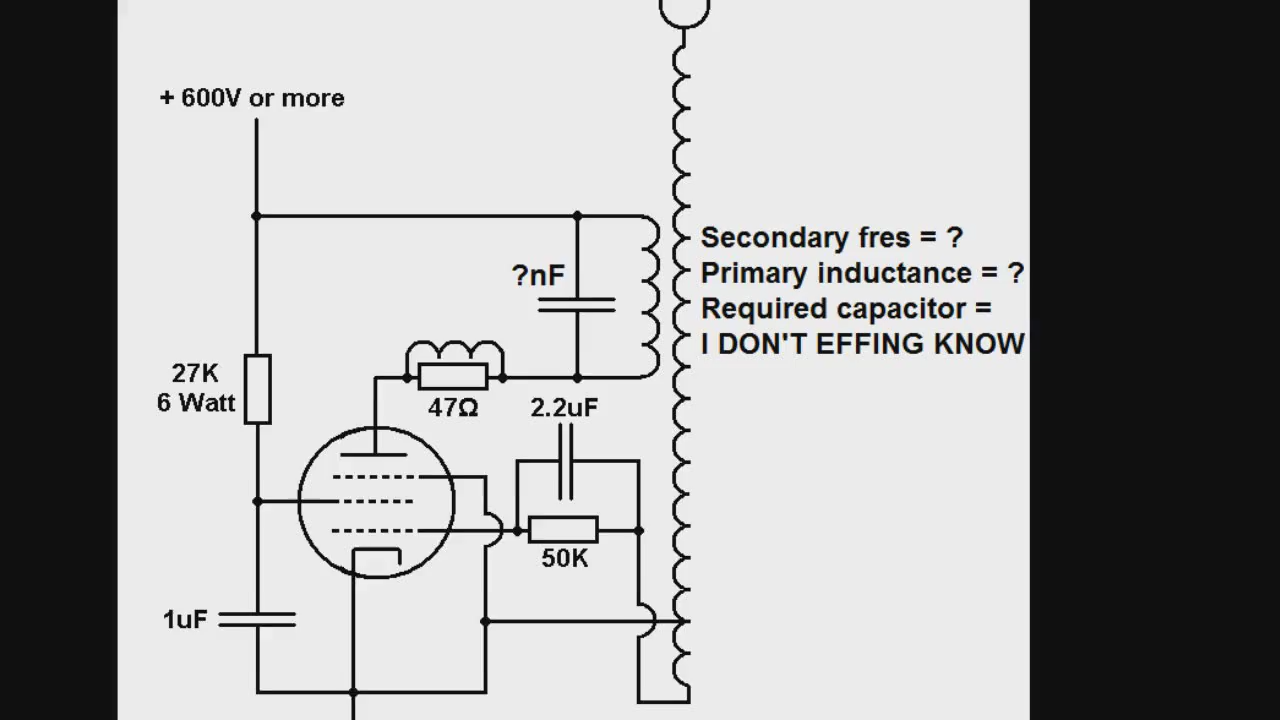 + 600V or more
Secondary fres = ?
?nF
Primary inductance = ?
Required capacitor =
I DON'T EFFING KNOW
27K
6 Watt
47Ω
2.2uF
50K
1uF